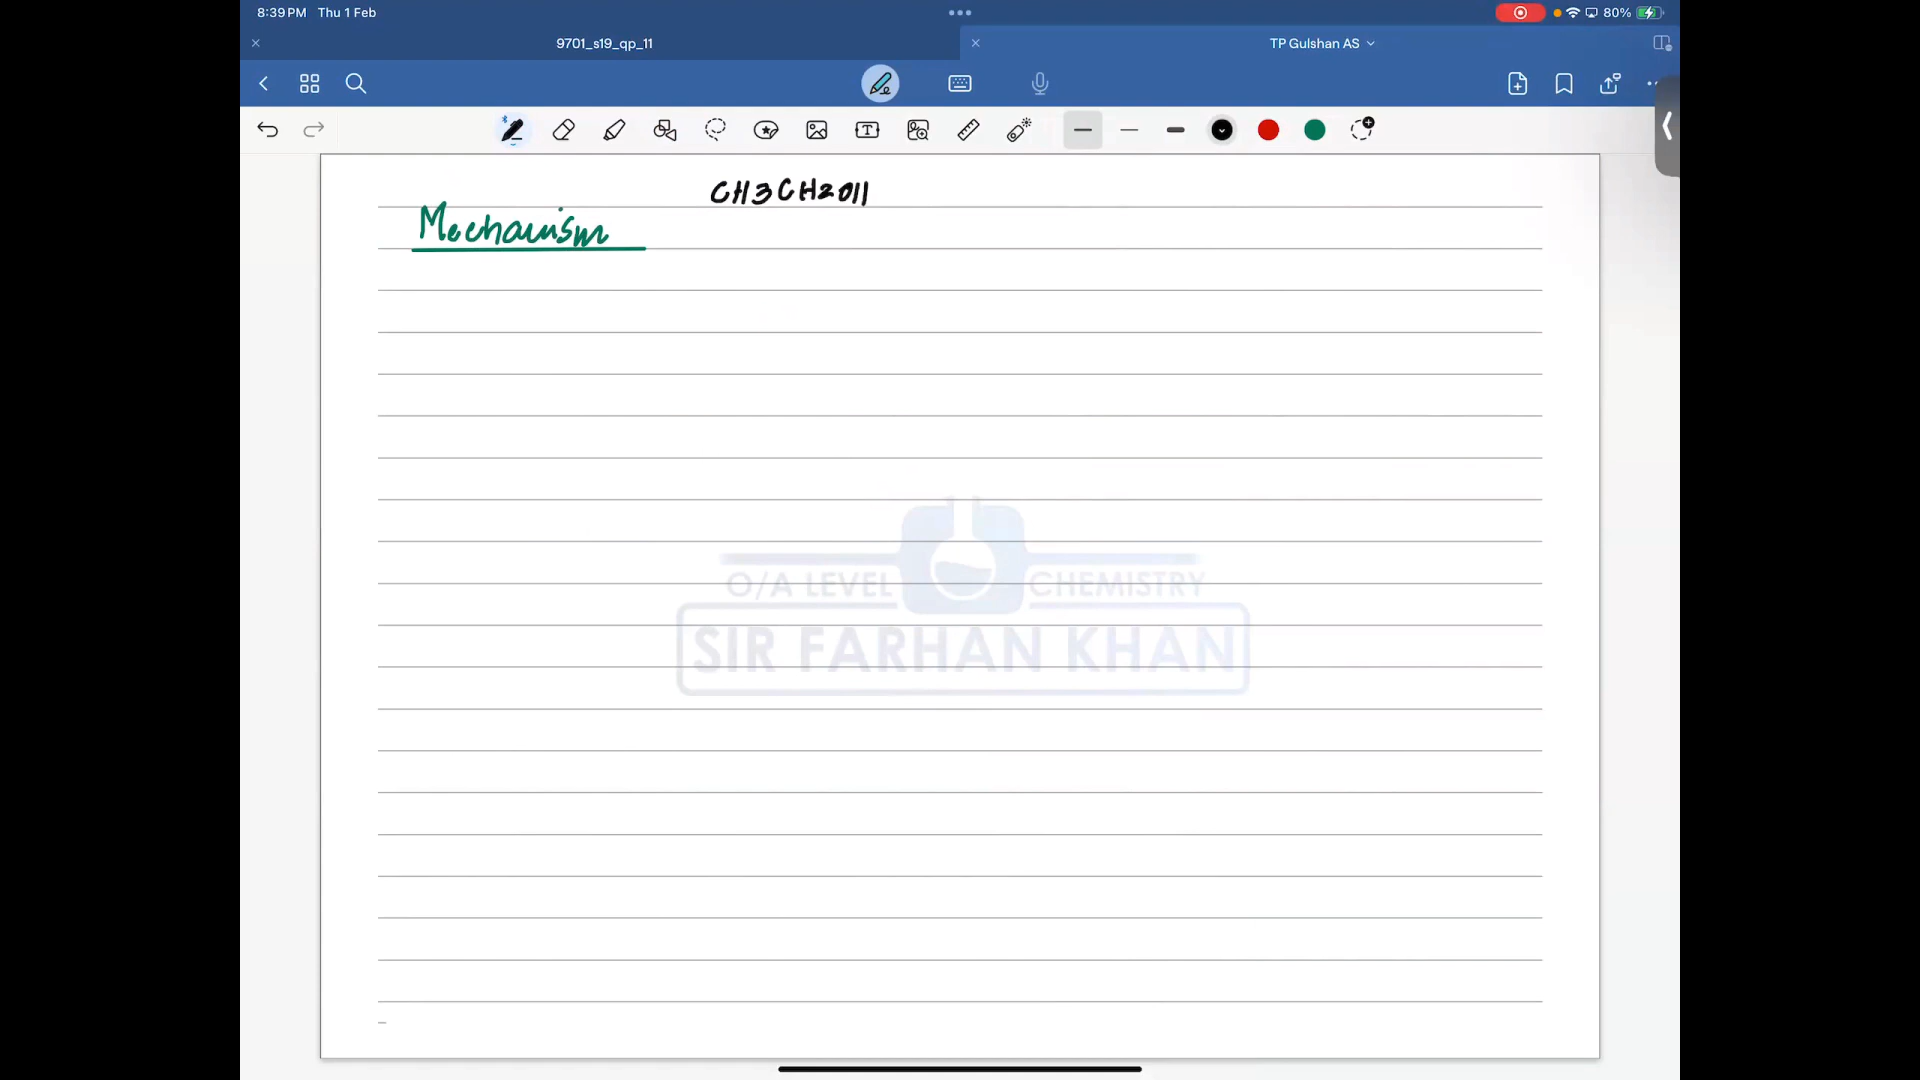 8:39 PM Thu 1 Feb
80%
9701_s19_qp_11
TP Gulshan AS
CH3CH2OH
Mechanism
O/A LEVEL CHEMISTRY
SIR FARHAN KHAN